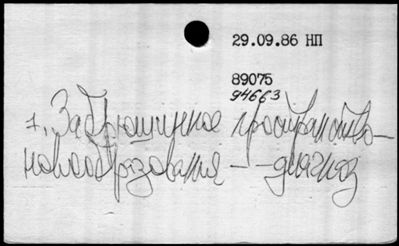 29.09.86 НП
89075
94663
1. Забрюшинное пространство —
новообразования — диагноз